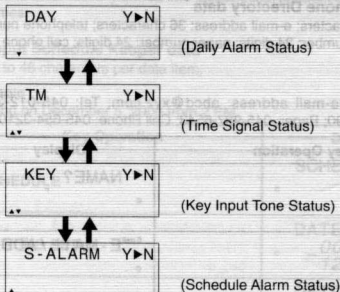 DAY Y▶N
(Daily Alarm Status)
TM Y▶N
(Time Signal Status)
KEY Y▶N
(Key Input Tone Status)
S-ALARM Y▶N
(Schedule Alarm Status)